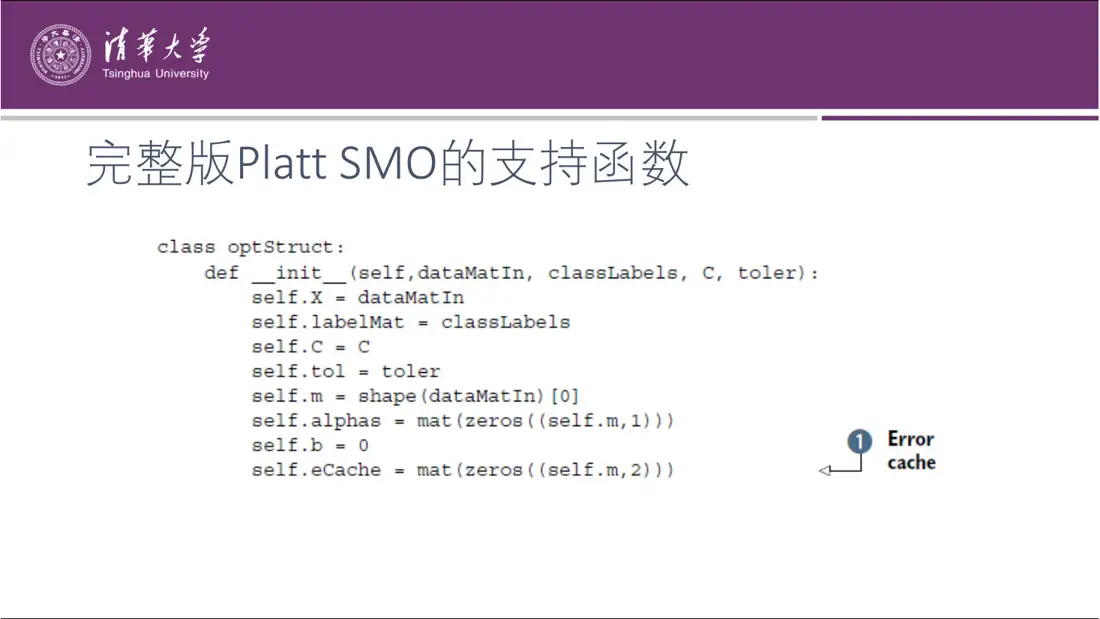 清华大学
Tsinghua University
完整版Platt SMO的支持函数
class optStruct:
    def __init__(self,dataMatIn, classLabels, C, toler):
        self.X = dataMatIn
        self.labelMat = classLabels
        self.C = C
        self.tol = toler
        self.m = shape(dataMatIn)[0]
        self.alphas = mat(zeros((self.m,1)))
        self.b = 0
        self.eCache = mat(zeros((self.m,2)))
1 Error
cache